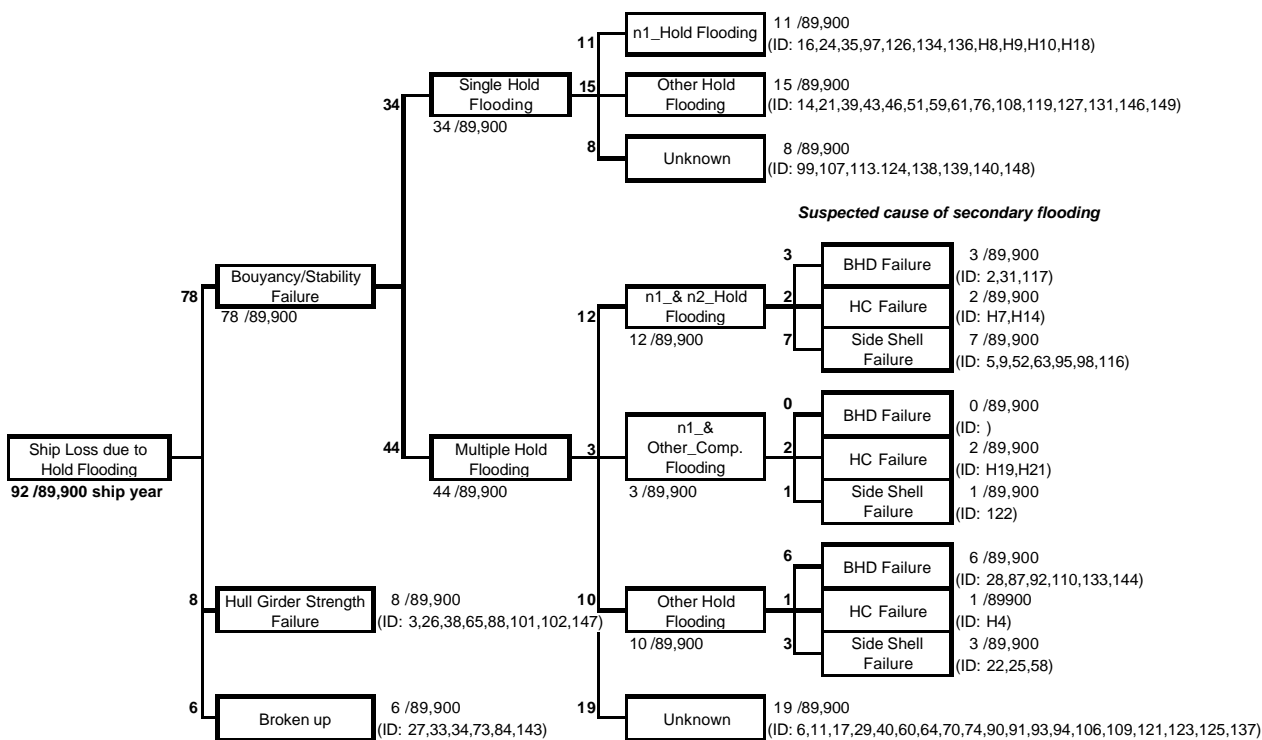 11
n1_Hold Flooding
11 /89,900
(ID: 16,24,35,97,126,134,136,H8,H9,H10,H18)
34
Single Hold
Flooding
34 /89,900
15
Other Hold
Flooding
15 /89,900
(ID: 14,21,39,43,46,51,59,61,76,108,119,127,131,146,149)
8
Unknown
8 /89,900
(ID: 99,107,113.124,138,139,140,148)
Suspected cause of secondary flooding
78
Bouyancy/Stability
Failure
78 /89,900
12
n1_& n2_Hold
Flooding
12 /89,900
3
BHD Failure
3 /89,900
(ID: 2,31,117)
2
HC Failure
2 /89,900
(ID: H7,H14)
7
Side Shell
Failure
7 /89,900
(ID: 5,9,52,63,95,98,116)
Ship Loss due to
Hold Flooding
92 /89,900 ship year
44
Multiple Hold
Flooding
44 /89,900
3
n1_&
Other_Comp.
Flooding
3 /89,900
0
BHD Failure
0 /89,900
(ID: )
2
HC Failure
2 /89,900
(ID: H19,H21)
1
Side Shell
Failure
1 /89,900
(ID: 122)
8
Hull Girder Strength
Failure
8 /89,900
(ID: 3,26,38,65,88,101,102,147)
10
Other Hold
Flooding
10 /89,900
6
BHD Failure
6 /89,900
(ID: 28,87,92,110,133,144)
1
HC Failure
1 /89900
(ID: H4)
3
Side Shell
Failure
3 /89,900
(ID: 22,25,58)
6
Broken up
6 /89,900
(ID: 27,33,34,73,84,143)
19
Unknown
19 /89,900
(ID: 6,11,17,29,40,60,64,70,74,90,91,93,94,106,109,121,123,125,137)